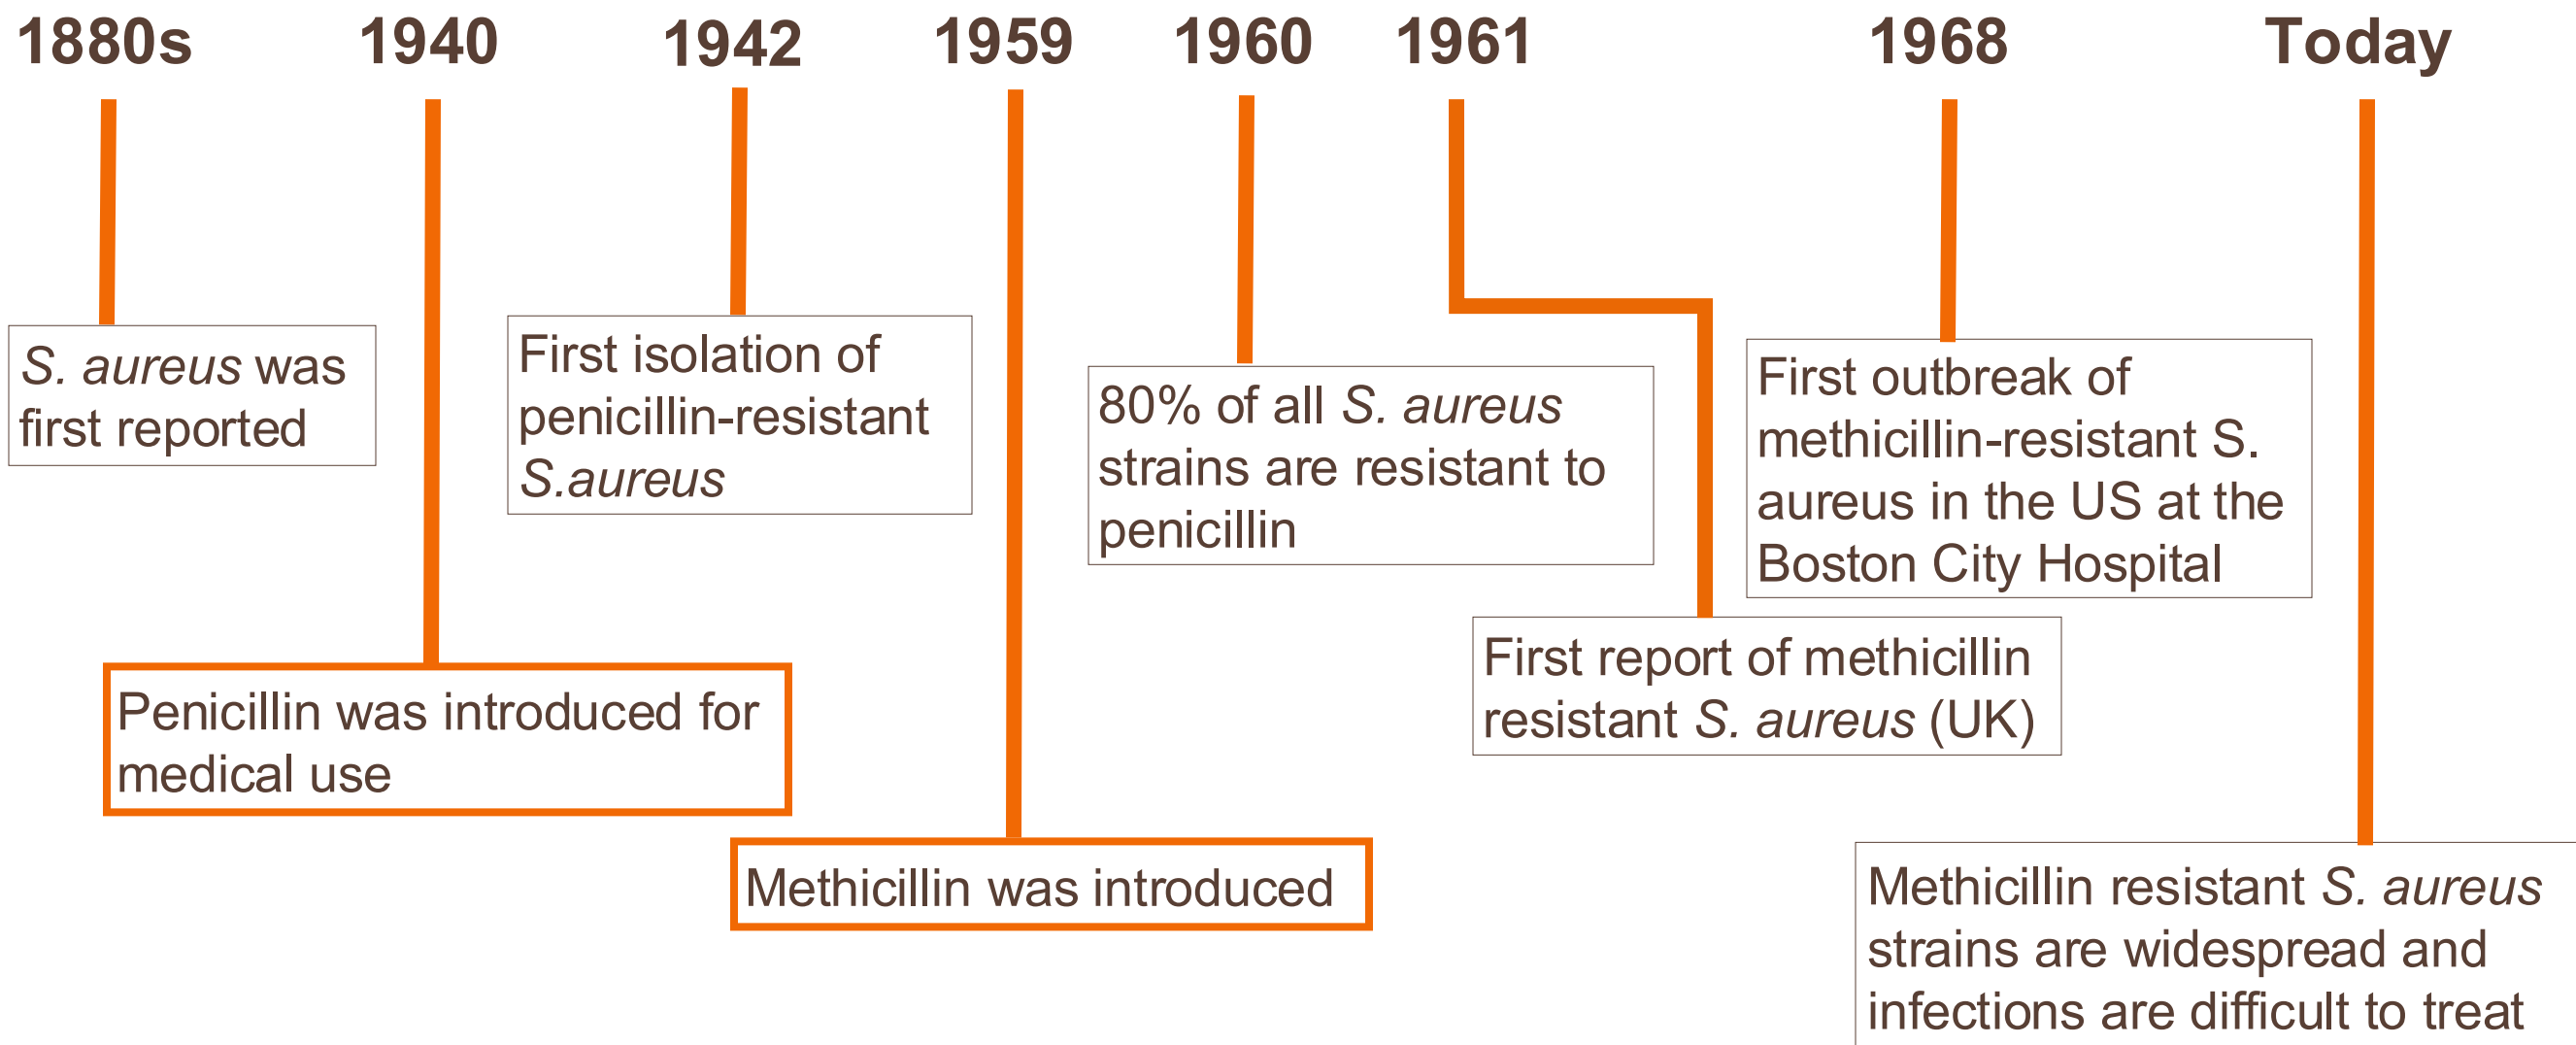 1880s
1940
1942
1959
1960
1961
1968
Today
S. aureus was
first reported
Penicillin was introduced for
medical use
First isolation of
penicillin-resistant
S.aureus
Methicillin was introduced
80% of all S. aureus
strains are resistant to
penicillin
First report of methicillin
resistant S. aureus (UK)
First outbreak of
methicillin-resistant S.
aureus in the US at the
Boston City Hospital
Methicillin resistant S. aureus
strains are widespread and
infections are difficult to treat